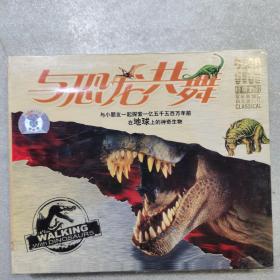 与恐龙共舞
与小朋友一起探索一亿五千五百万年前
在地球上的神奇生物
CLASSICAL
WALKING
WITH DINOSAURS